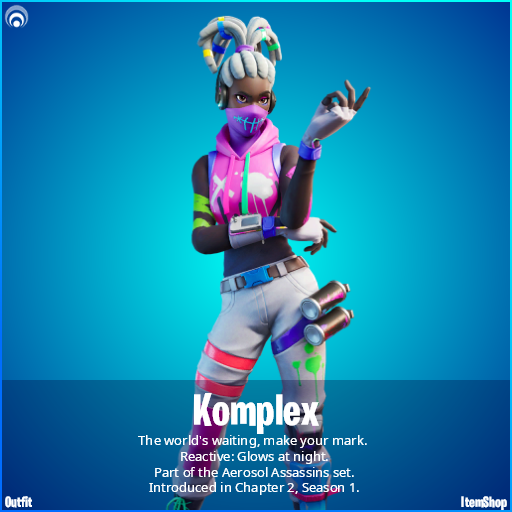 Komplex
The world's waiting, make your mark.
Reactive: Glows at night.
Part of the Aerosol Assassins set.
Introduced in Chapter 2, Season 1.
Outfit
ItemShop